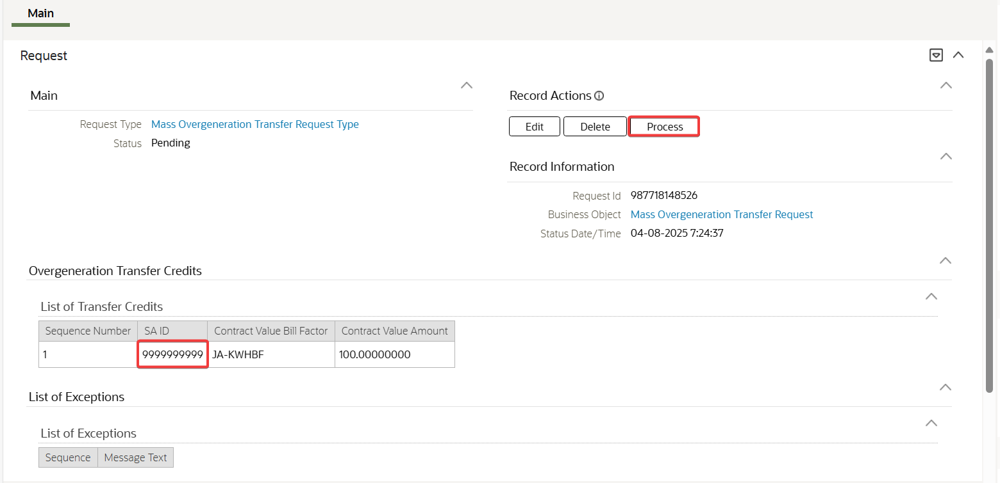 Main
Request
Main
Request Type Mass Overgeneration Transfer Request Type
Status Pending
Record Actions
Edit Delete Process
Record Information
Request Id 987718148526
Business Object Mass Overgeneration Transfer Request
Status Date/Time 04-08-2025 7:24:37
Overgeneration Transfer Credits
List of Transfer Credits
Sequence Number SA ID Contract Value Bill Factor Contract Value Amount
1 9999999999 JA-KWHBF 100.00000000
List of Exceptions
List of Exceptions
Sequence Message Text